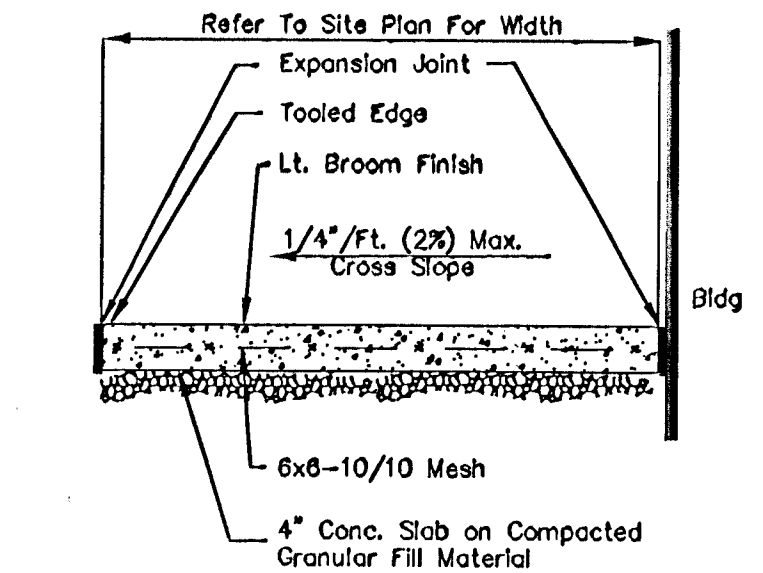 Refer To Site Plan For Width
Expansion Joint
Tooled Edge
Lt. Broom Finish
1/4"/Ft. (2%) Max.
Cross Slope
Bldg
6x6-10/10 Mesh
4" Conc. Slab on Compacted
Granular Fill Material